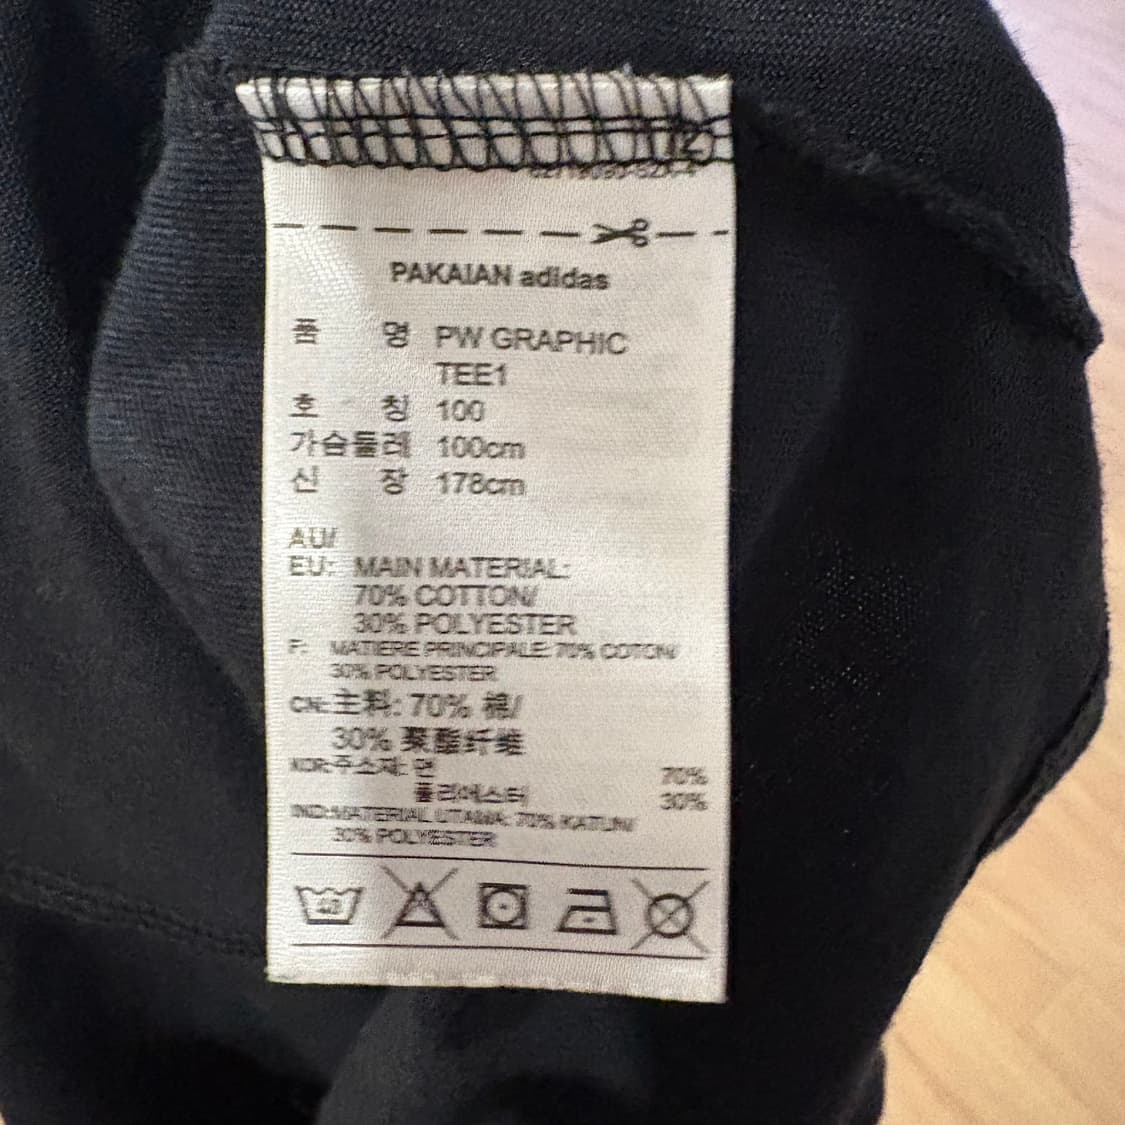 PAKAIAN adidas
품 명 PW GRAPHIC
TEE1
호 칭 100
가슴둘레 100cm
신 장 178cm
AU/
EU: MAIN MATERIAL:
70% COTTON/
30% POLYESTER
F: MATIERE PRINCIPALE: 70% COTON/
30% POLYESTER
CN: 主料: 70% 棉/
30% 聚酯纤维
KOR: 주소재: 면 70%
폴리에스터 30%
IND: MATERIAL UTAMA: 70% KATUN/
30% POLYESTER